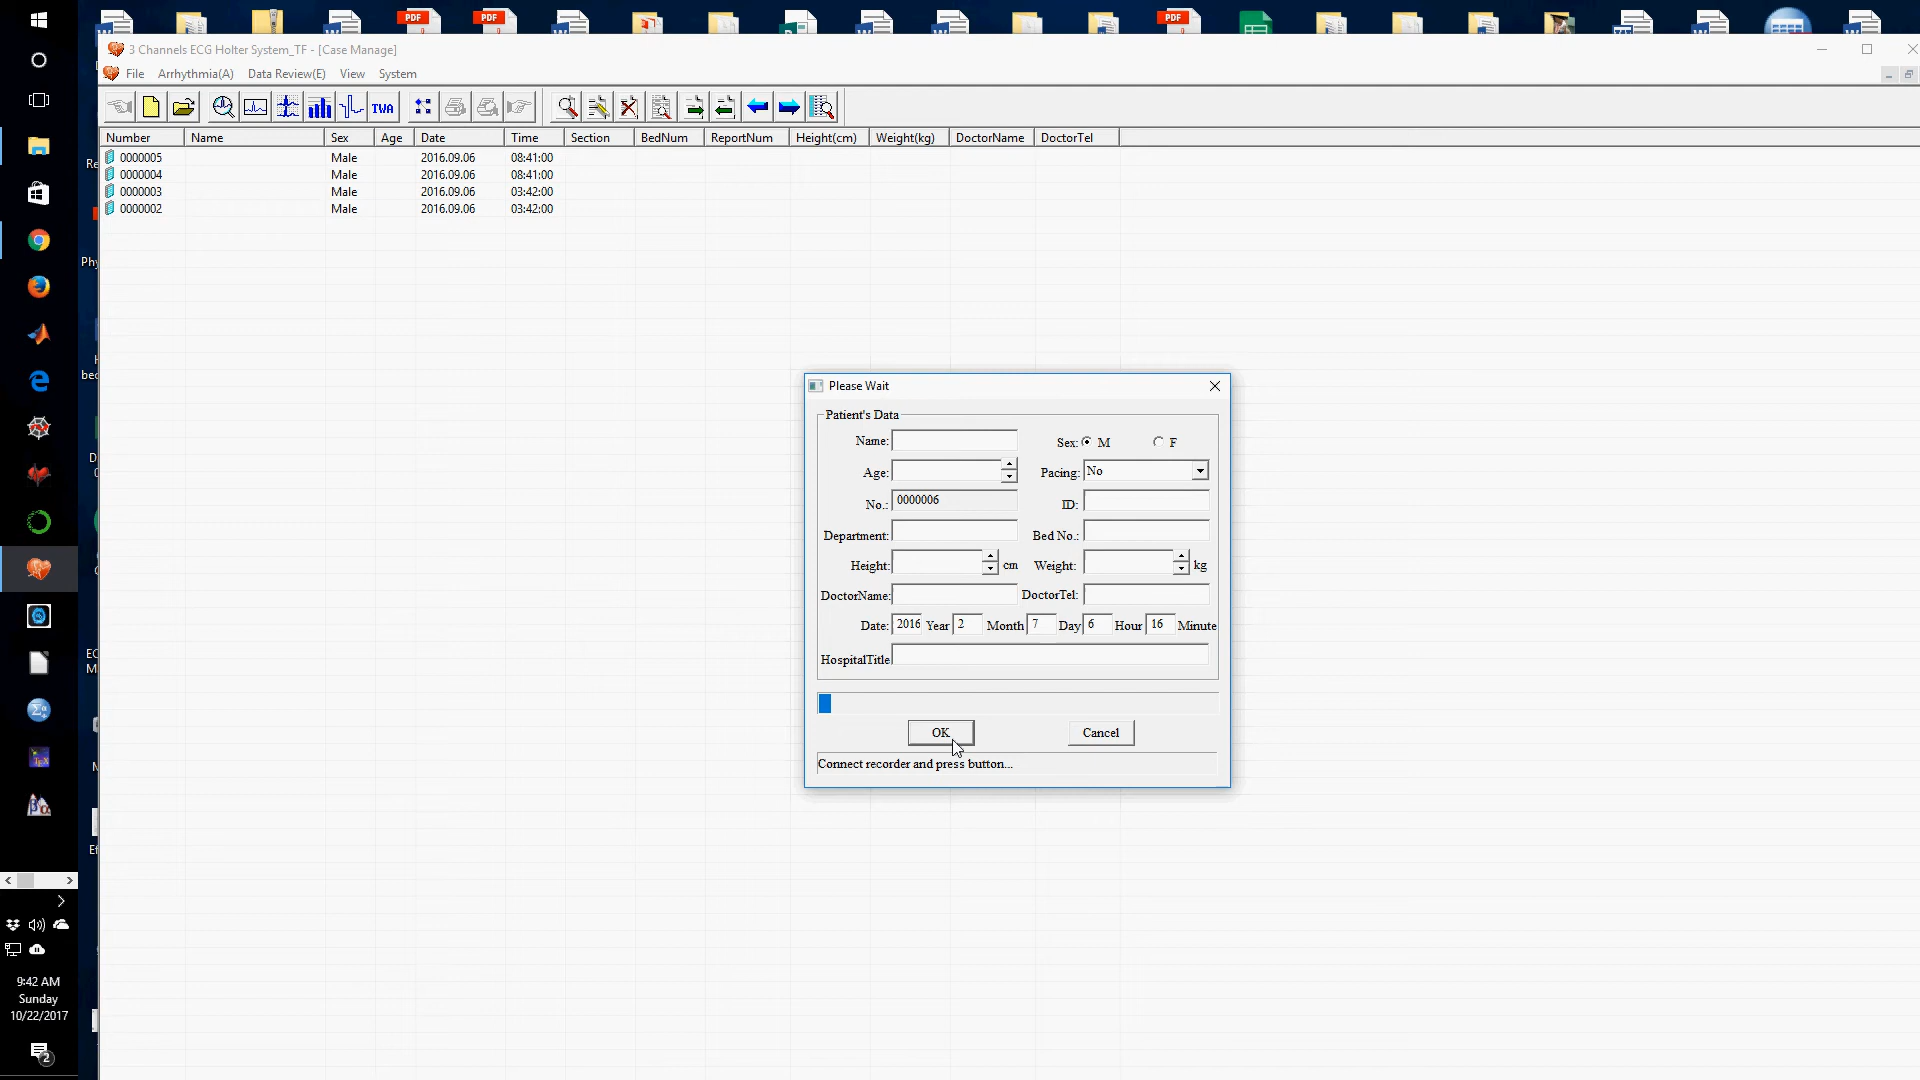 PDF PDF PDF
3 Channels ECG Holter System_TF - [Case Manage]
File Arrhythmia(A) Data Review(E) View System
TWA
Number Name Sex Age Date Time Section BedNum ReportNum Height(cm) Weight(kg) DoctorName DoctorTel
0000005 Male 2016.09.06 08:41:00
0000004 Male 2016.09.06 08:41:00
0000003 Male 2016.09.06 03:42:00
0000002 Male 2016.09.06 03:42:00
Please Wait
Patient's Data
Name: Sex: M F
Age: Pacing: No
No.: 0000006 ID:
Department: Bed No.:
Height: cm Weight: kg
DoctorName: DoctorTel:
Date: 2016 Year 2 Month 7 Day 6 Hour 16 Minute
HospitalTitle
OK Cancel
Connect recorder and press button...
9:42 AM
Sunday
10/22/2017
2